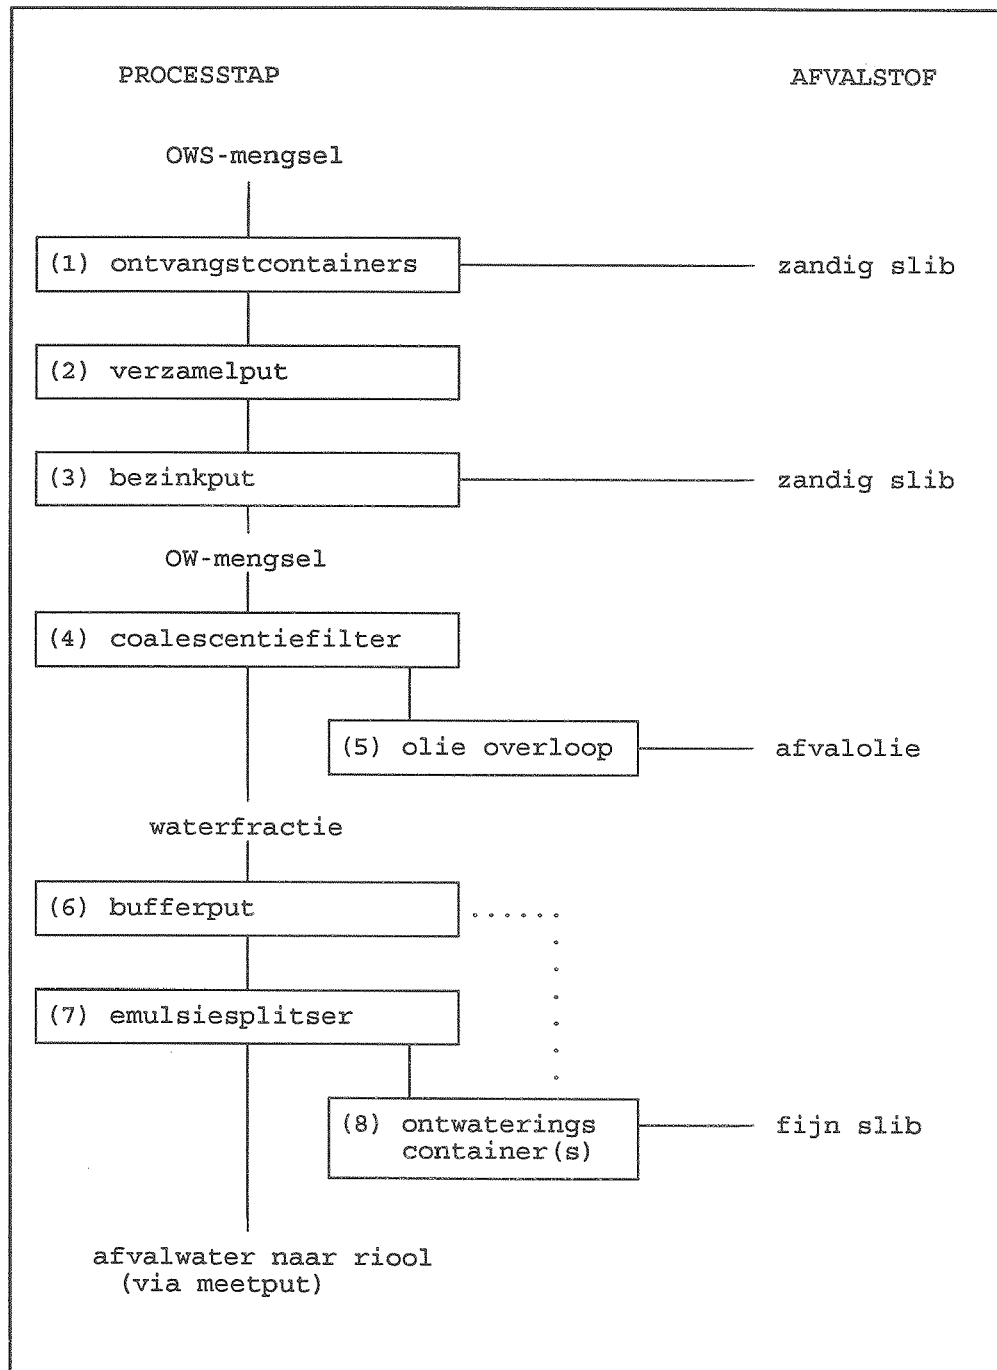 PROCESSTAP AFVALSTOF
OWS-mengsel
(1) ontvangstcontainers zandig slib
(2) verzamelput
(3) bezinkput zandig slib
OW-mengsel
(4) coalescentiefilter
(5) olie overloop afvalolie
waterfractie
(6) bufferput
(7) emulsiesplitser
(8) ontwaterings fijn slib
container(s)
afvalwater naar riool
(via meetput)